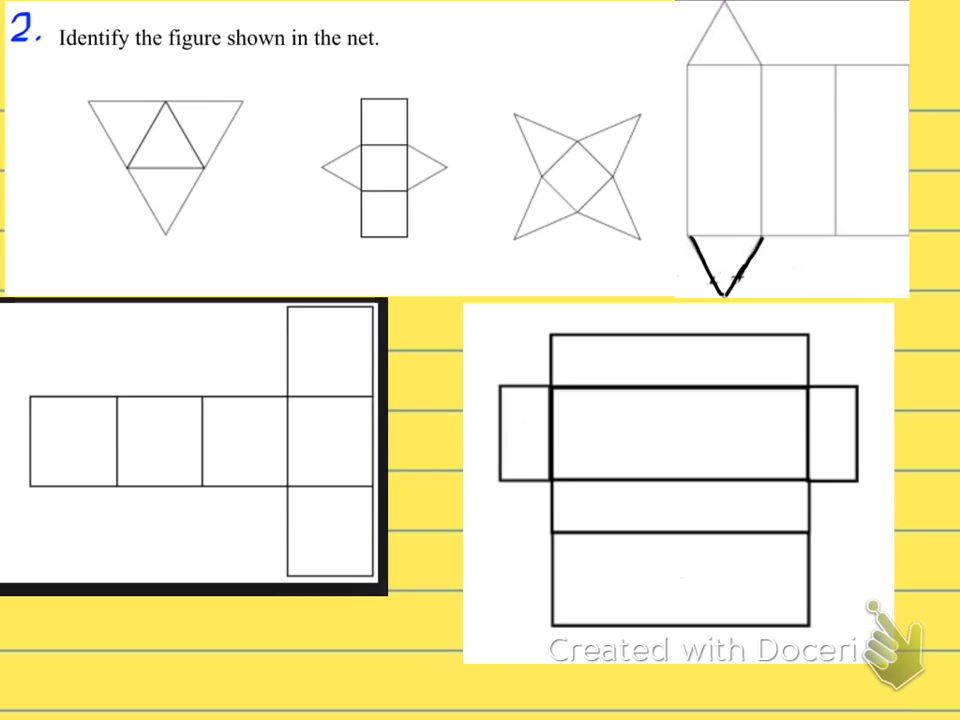 2. Identify the figure shown in the net.
Created with Doceri